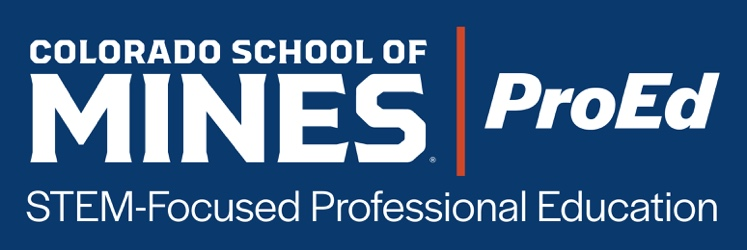 COLORADO SCHOOL OF
MINES®
ProEd
STEM-Focused Professional Education